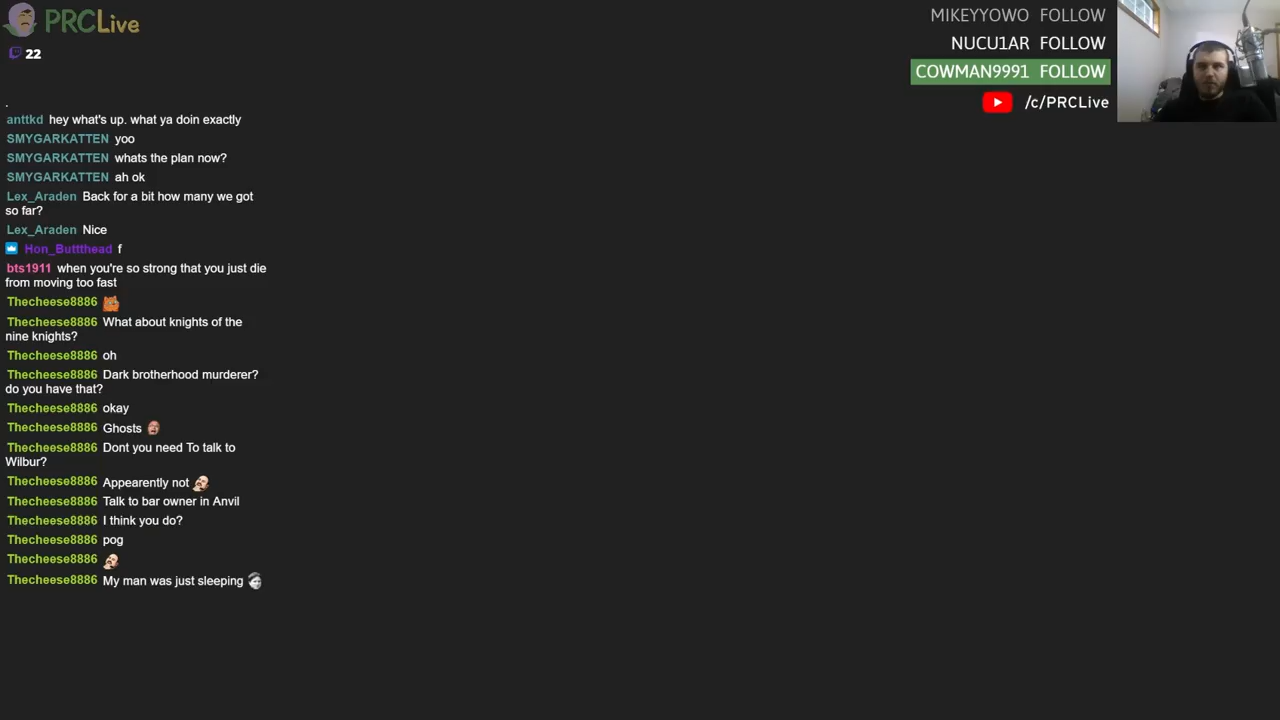 PRCLive
22
MIKEYYOWO FOLLOW
NUCU1AR FOLLOW
COWMAN9991 FOLLOW
/c/PRCLive
.
anttkd hey what's up. what ya doin exactly
SMYGARKATTEN yoo
SMYGARKATTEN whats the plan now?
SMYGARKATTEN ah ok
Lex_Araden Back for a bit how many we got
so far?
Lex_Araden Nice
Hon_Buttthead f
bts1911 when you're so strong that you just die
from moving too fast
Thecheese8886
Thecheese8886 What about knights of the
nine knights?
Thecheese8886 oh
Thecheese8886 Dark brotherhood murderer?
do you have that?
Thecheese8886 okay
Thecheese8886 Ghosts
Thecheese8886 Dont you need To talk to
Wilbur?
Thecheese8886 Appearently not
Thecheese8886 Talk to bar owner in Anvil
Thecheese8886 I think you do?
Thecheese8886 pog
Thecheese8886
Thecheese8886 My man was just sleeping